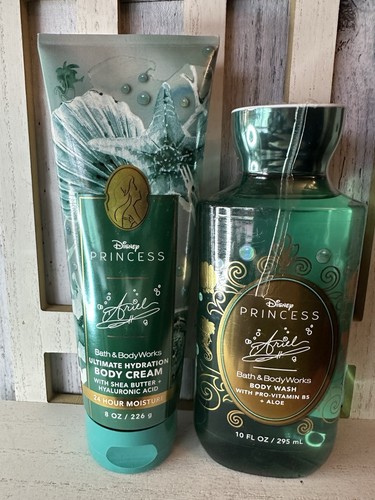 Disney
PRINCESS
Ariel
Bath & Body Works
ULTIMATE HYDRATION
BODY CREAM
WITH SHEA BUTTER +
HYALURONIC ACID
24 HOUR MOISTURE
8 OZ / 226 g
Disney
PRINCESS
Ariel
Bath & Body Works
BODY WASH
WITH PRO-VITAMIN B5
+ ALOE
10 FL OZ / 295 mL